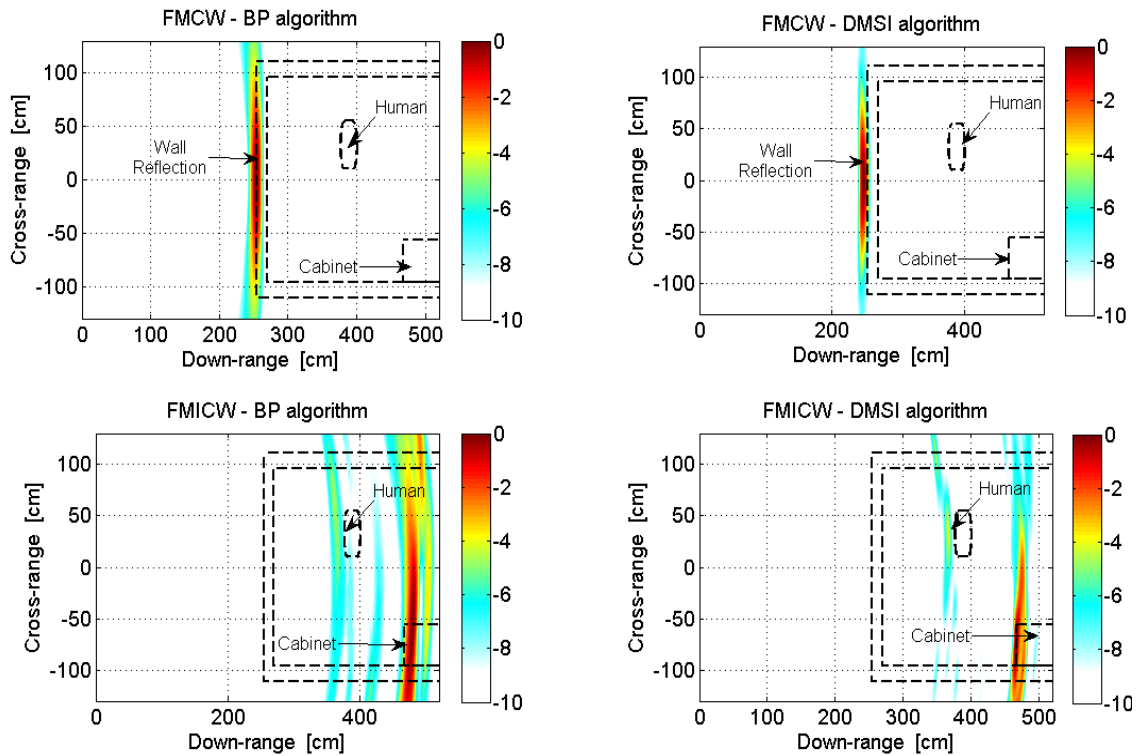 FMCW - BP algorithm
100
50
0
-50
-100
Cross-range [cm]
Wall
Reflection
Human
Cabinet
0
100
200
300
400
500
Down-range [cm]
0
-2
-4
-6
-8
-10
FMCW - DMSI algorithm
100
50
0
-50
-100
Cross-range [cm]
Wall
Reflection
Human
Cabinet
0
200
400
Down-range [cm]
0
-2
-4
-6
-8
-10
FMICW - BP algorithm
100
50
0
-50
-100
Cross-range [cm]
Human
Cabinet
0
200
400
Down-range [cm]
0
-2
-4
-6
-8
-10
FMICW - DMSI algorithm
100
50
0
-50
-100
Cross-range [cm]
Human
Cabinet
0
100
200
300
400
500
Down-range [cm]
0
-2
-4
-6
-8
-10